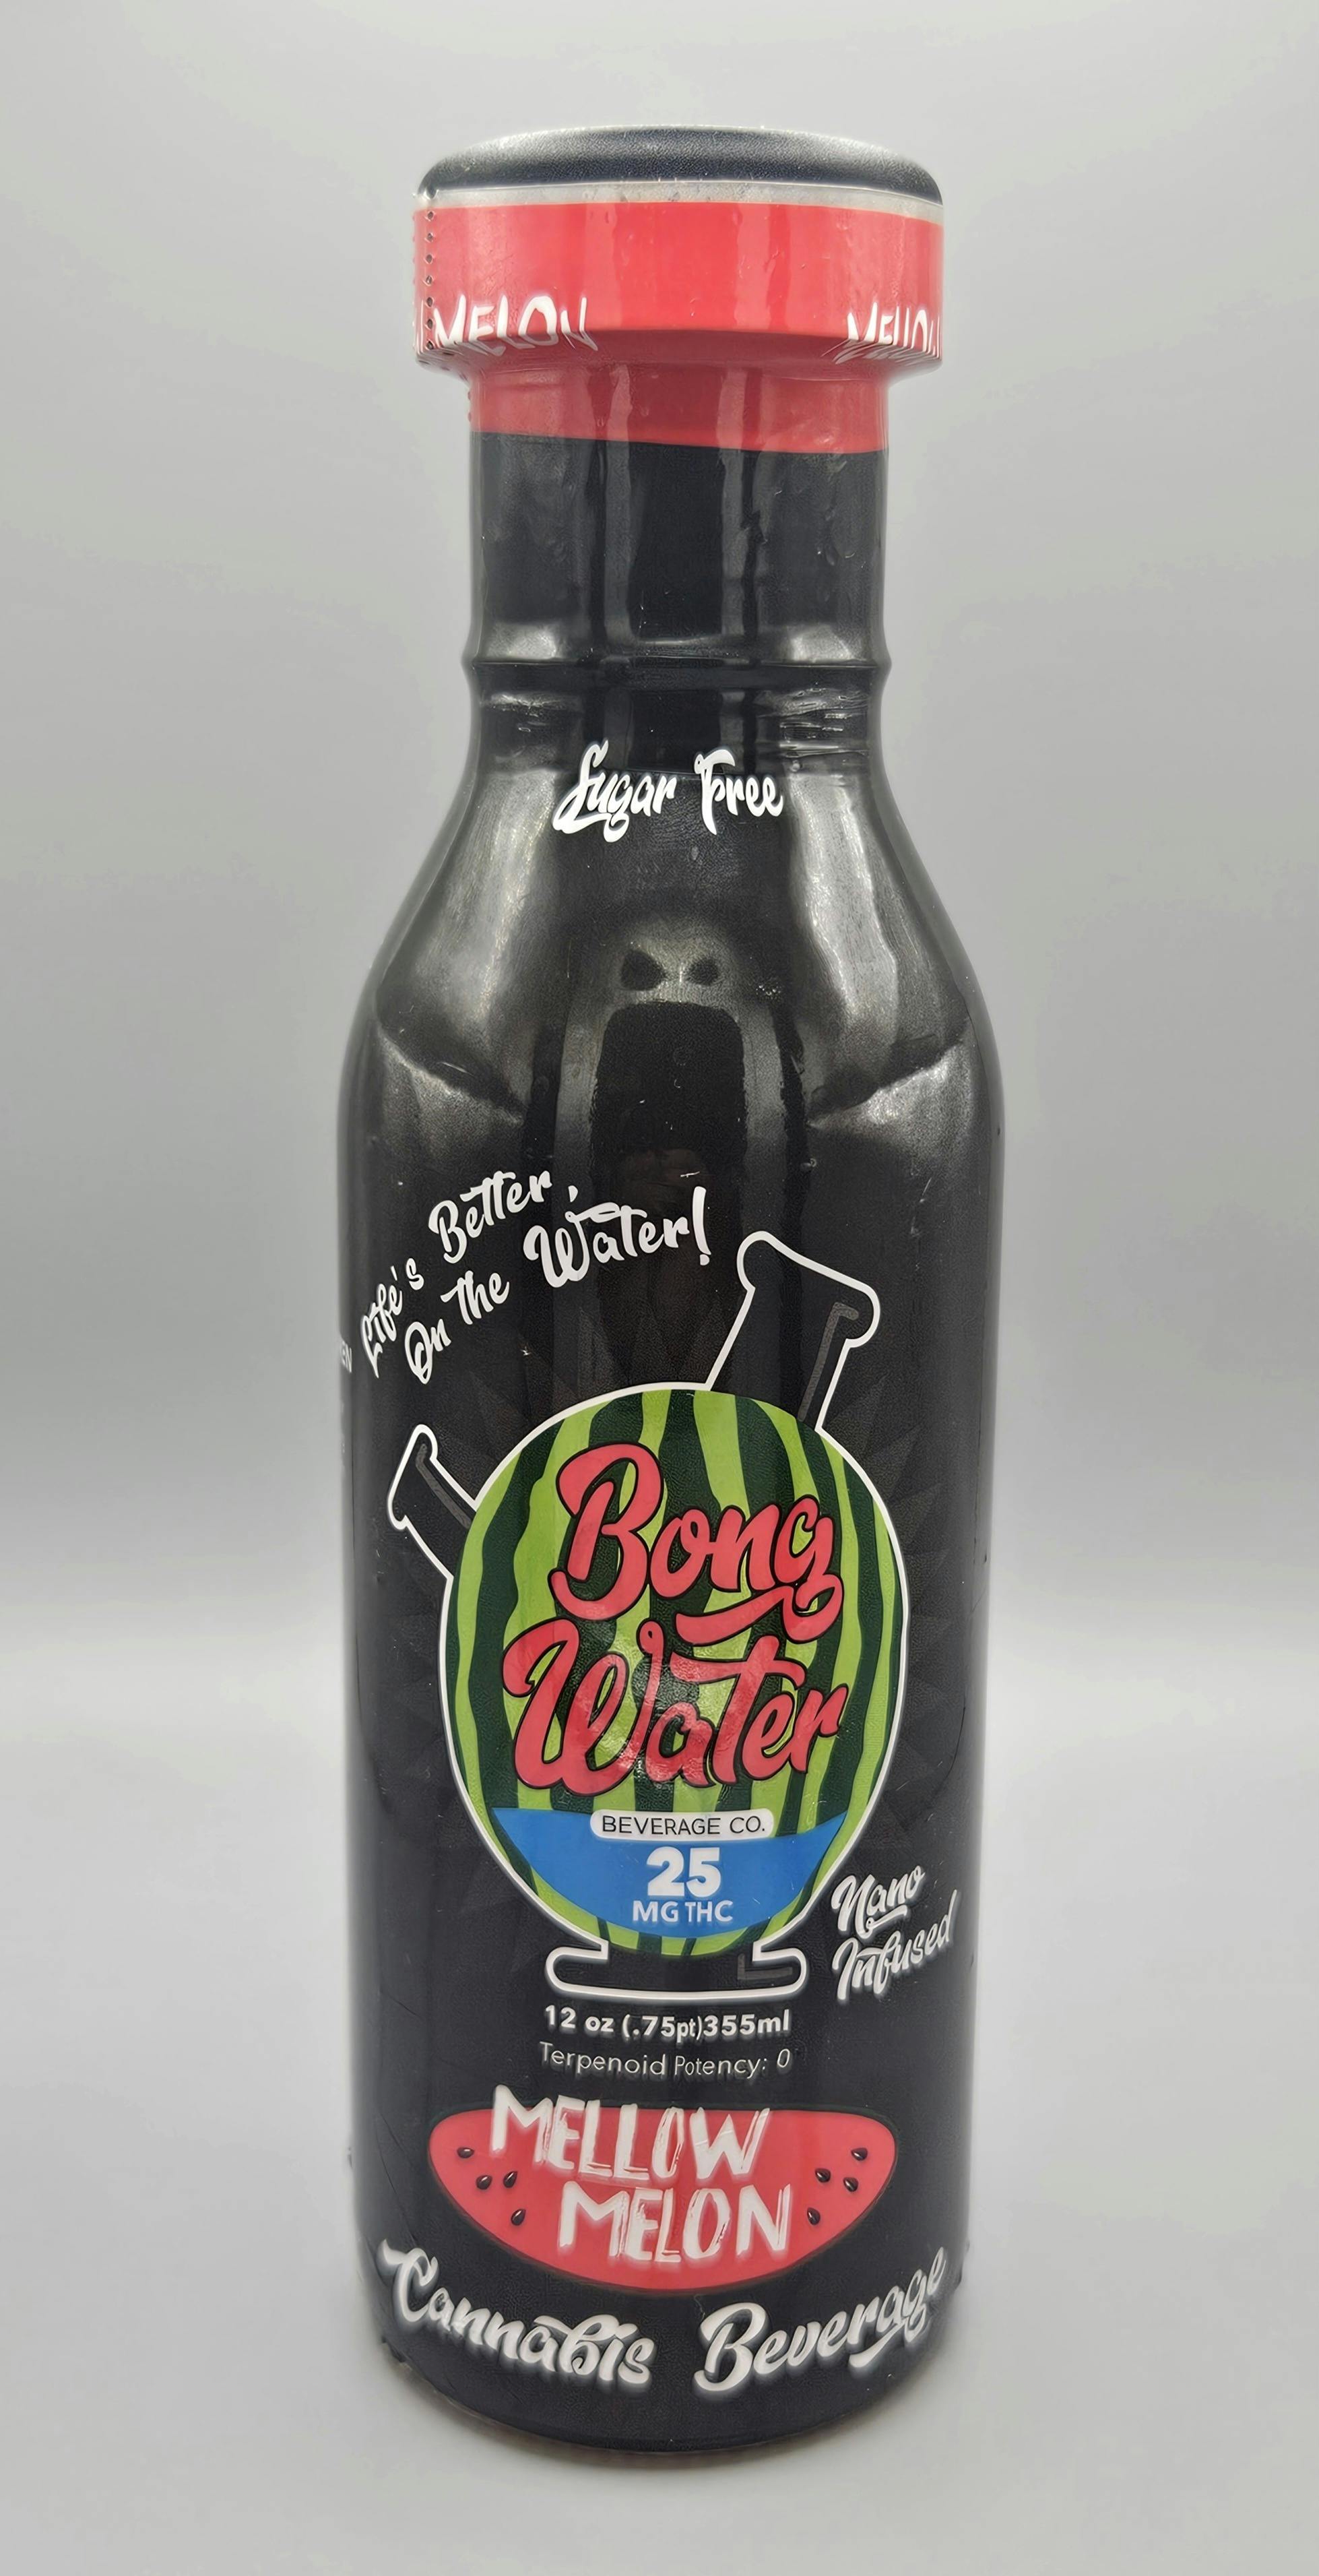 MELON
Sugar Free
Life's Better
On the Water!
Bong
Water
BEVERAGE CO.
25
MG THC
Nano
Infused
12 oz (.75pt)355ml
Terpenoid Potency: 0
MELLOW
MELON
Cannabis Beverage